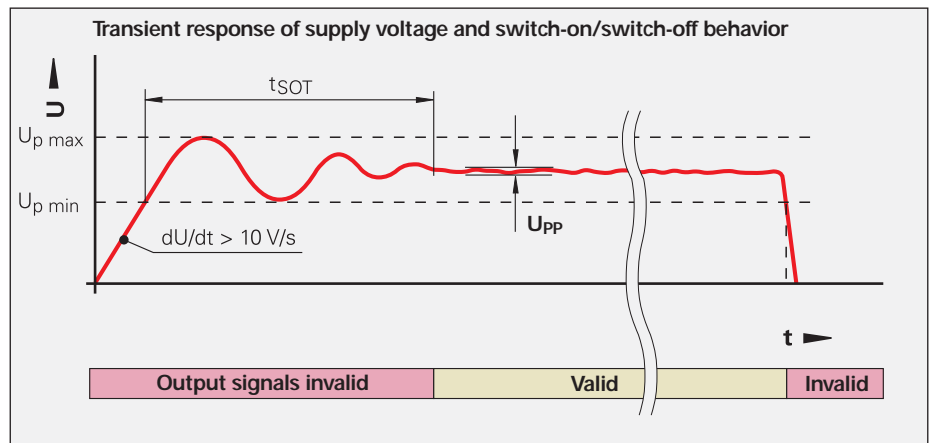 Transient response of supply voltage and switch-on/switch-off behavior
U
tSOT
Up max
Up min
UPP
dU/dt > 10 V/s
t
Output signals invalid
Valid
Invalid